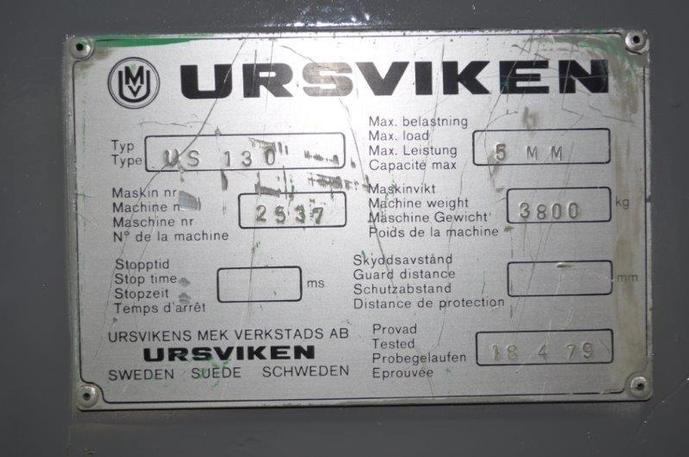 URSVIKEN
Typ
Type
US 130
Max. belastning
Max. load
Max. Leistung
Capacité max
5 MM
Maskin nr
Machine n
Maschine nr
N° de la machine
2537
Maskinvikt
Machine weight
Maschine Gewicht
Poids de la machine
3800 kg
Stopptid
Stop time
Stopzeit
Temps d'arrêt
ms
Skyddsavstånd
Guard distance
Schutzabstand
Distance de protection
mm
URSVIKENS MEK VERKSTADS AB
URSVIKEN
SWEDEN SUÈDE SCHWEDEN
Provad
Tested
Probegelaufen
Eprouvée
18 4 79